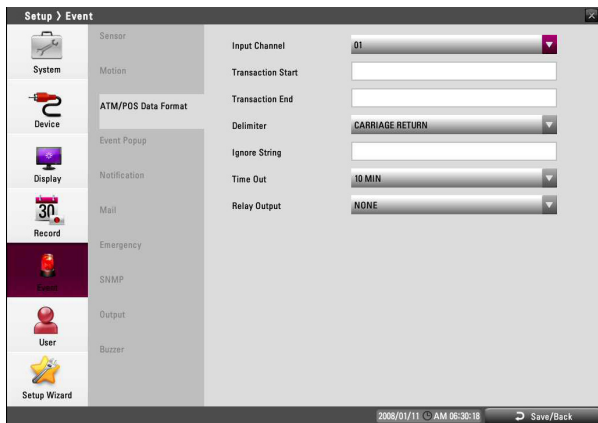 Setup > Event
System
Device
Display
30
Record
Event
User
Setup Wizard
Sensor
Motion
ATM/POS Data Format
Event Popup
Notification
Mail
Emergency
SNMP
Output
Buzzer
Input Channel 01
Transaction Start
Transaction End
Delimiter CARRIAGE RETURN
Ignore String
Time Out 10 MIN
Relay Output NONE
2008/01/11 AM 06:30:18 Save/Back